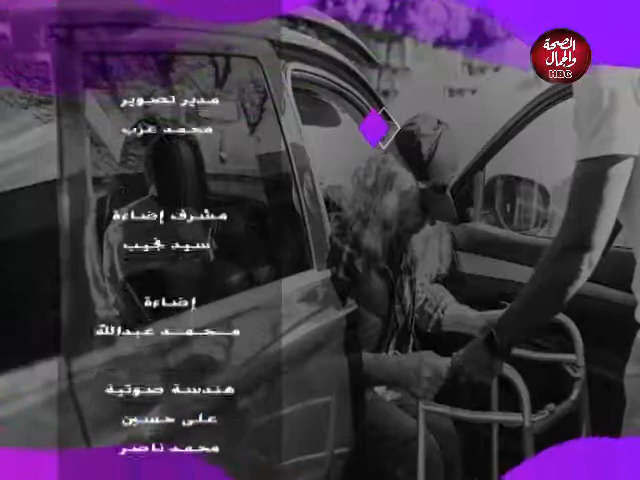 الصحة
والجمال
HBC
مدير تصوير
محمد عزب
مشرف إضاءة
سيد نجيب
إضاءة
محمد عبدالله
هندسة صوتية
على حسين
محمد ناصر